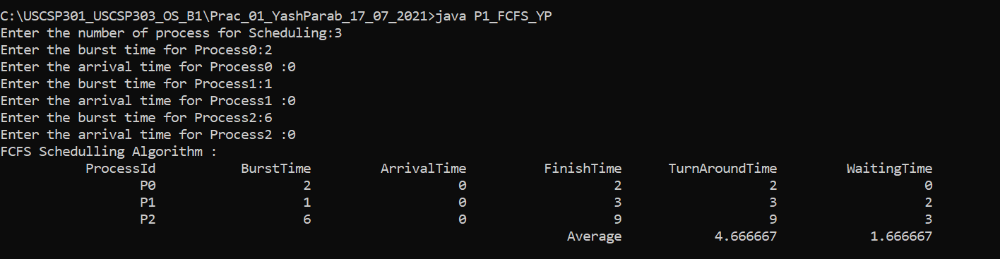 C:\USCSP301_USCSP303_OS_B1\Prac_01_YashParab_17_07_2021>java P1_FCFS_YP
Enter the number of process for Scheduling:3
Enter the burst time for Process0:2
Enter the arrival time for Process0 :0
Enter the burst time for Process1:1
Enter the arrival time for Process1 :0
Enter the burst time for Process2:6
Enter the arrival time for Process2 :0
FCFS Schedulling Algorithm :
ProcessId BurstTime ArrivalTime FinishTime TurnAroundTime WaitingTime
P0 2 0 2 2 0
P1 1 0 3 3 2
P2 6 0 9 9 3
Average 4.666667 1.666667